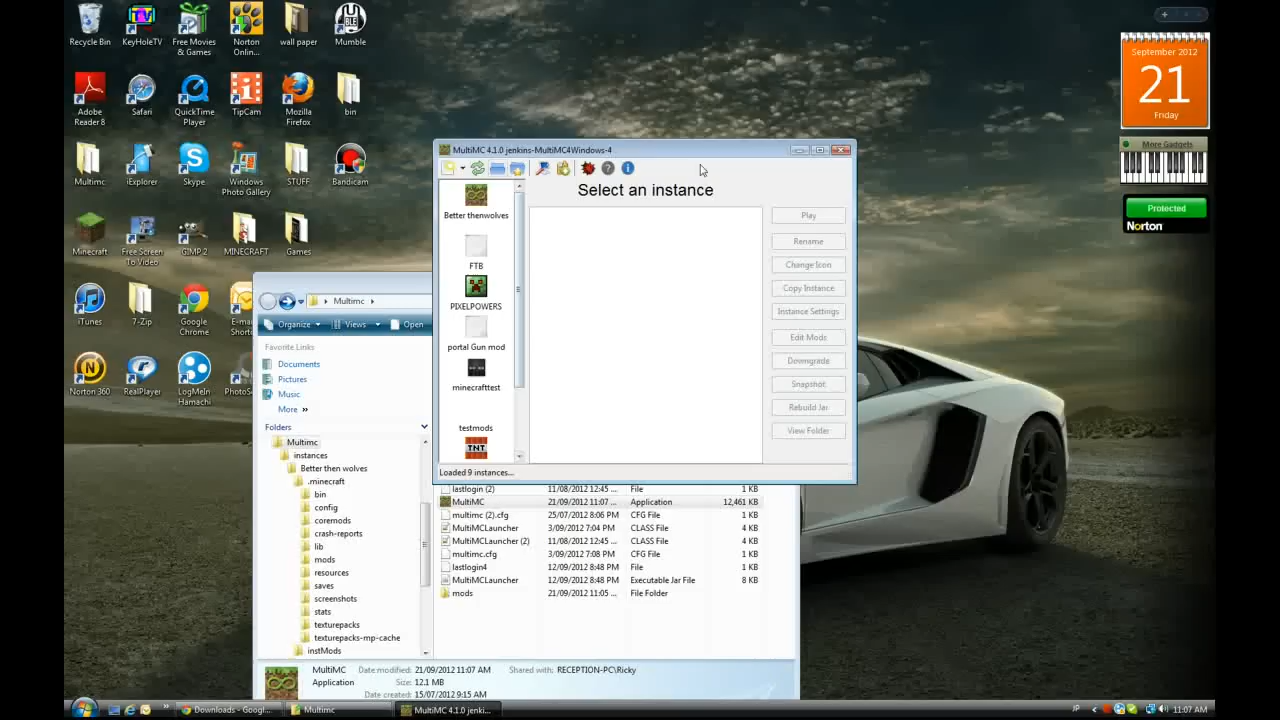 Recycle Bin
KeyHoleTV
Free Movies & Games
Norton Onlin...
wall paper
Mumble
Adobe Reader 8
Safari
QuickTime Player
TipCam
Mozilla Firefox
bin
Multimc
iExplorer
Skype
Windows Photo Gallery
STUFF
Bandicam
Minecraft
Free Screen To Video
GIMP 2
MINECRAFT
Games
iTunes
7-Zip
Google Chrome
E-ma
Shortc
Norton 360
RealPlayer
LogMeIn Hamachi
PhotoSc
September 2012
21
Friday
More Gadgets
Protected
Norton
MultiMC 4.1.0 jenkins-MultiMC4Windows-4
Select an instance
Better thenwolves
FTB
PIXELPOWERS
portal Gun mod
minecrafttest
testmods
TNT
Play
Rename
Change Icon
Copy Instance
Instance Settings
Edit Mods
Downgrade
Snapshot
Rebuild Jar
View Folder
Loaded 9 instances...
Multimc
Organize
Views
Open
Favorite Links
Documents
Pictures
Music
More »
Folders
Multimc
instances
Better then wolves
.minecraft
bin
config
coremods
crash-reports
lib
mods
resources
saves
screenshots
stats
texturepacks
texturepacks-mp-cache
instMods
lastlogin (2) 11/08/2012 12:45 ... File 1 KB
MultiMC 21/09/2012 11:07 ... Application 12,461 KB
multimc (2).cfg 25/07/2012 8:06 PM CFG File 1 KB
MultiMCLauncher 3/09/2012 7:04 PM CLASS File 4 KB
MultiMCLauncher (2) 11/08/2012 12:45 ... CLASS File 4 KB
multimc.cfg 3/09/2012 7:08 PM CFG File 1 KB
lastlogin4 12/09/2012 8:48 PM File 1 KB
MultiMCLauncher 12/09/2012 8:48 PM Executable Jar File 8 KB
mods 21/09/2012 11:05 ... File Folder
MultiMC Date modified: 21/09/2012 11:07 AM Shared with: RECEPTION-PC\Ricky
Application Size: 12.1 MB
Date created: 15/07/2012 9:15 AM
Downloads - Googl...
Multimc
MultiMC 4.1.0 jenki...
JP
11:07 AM